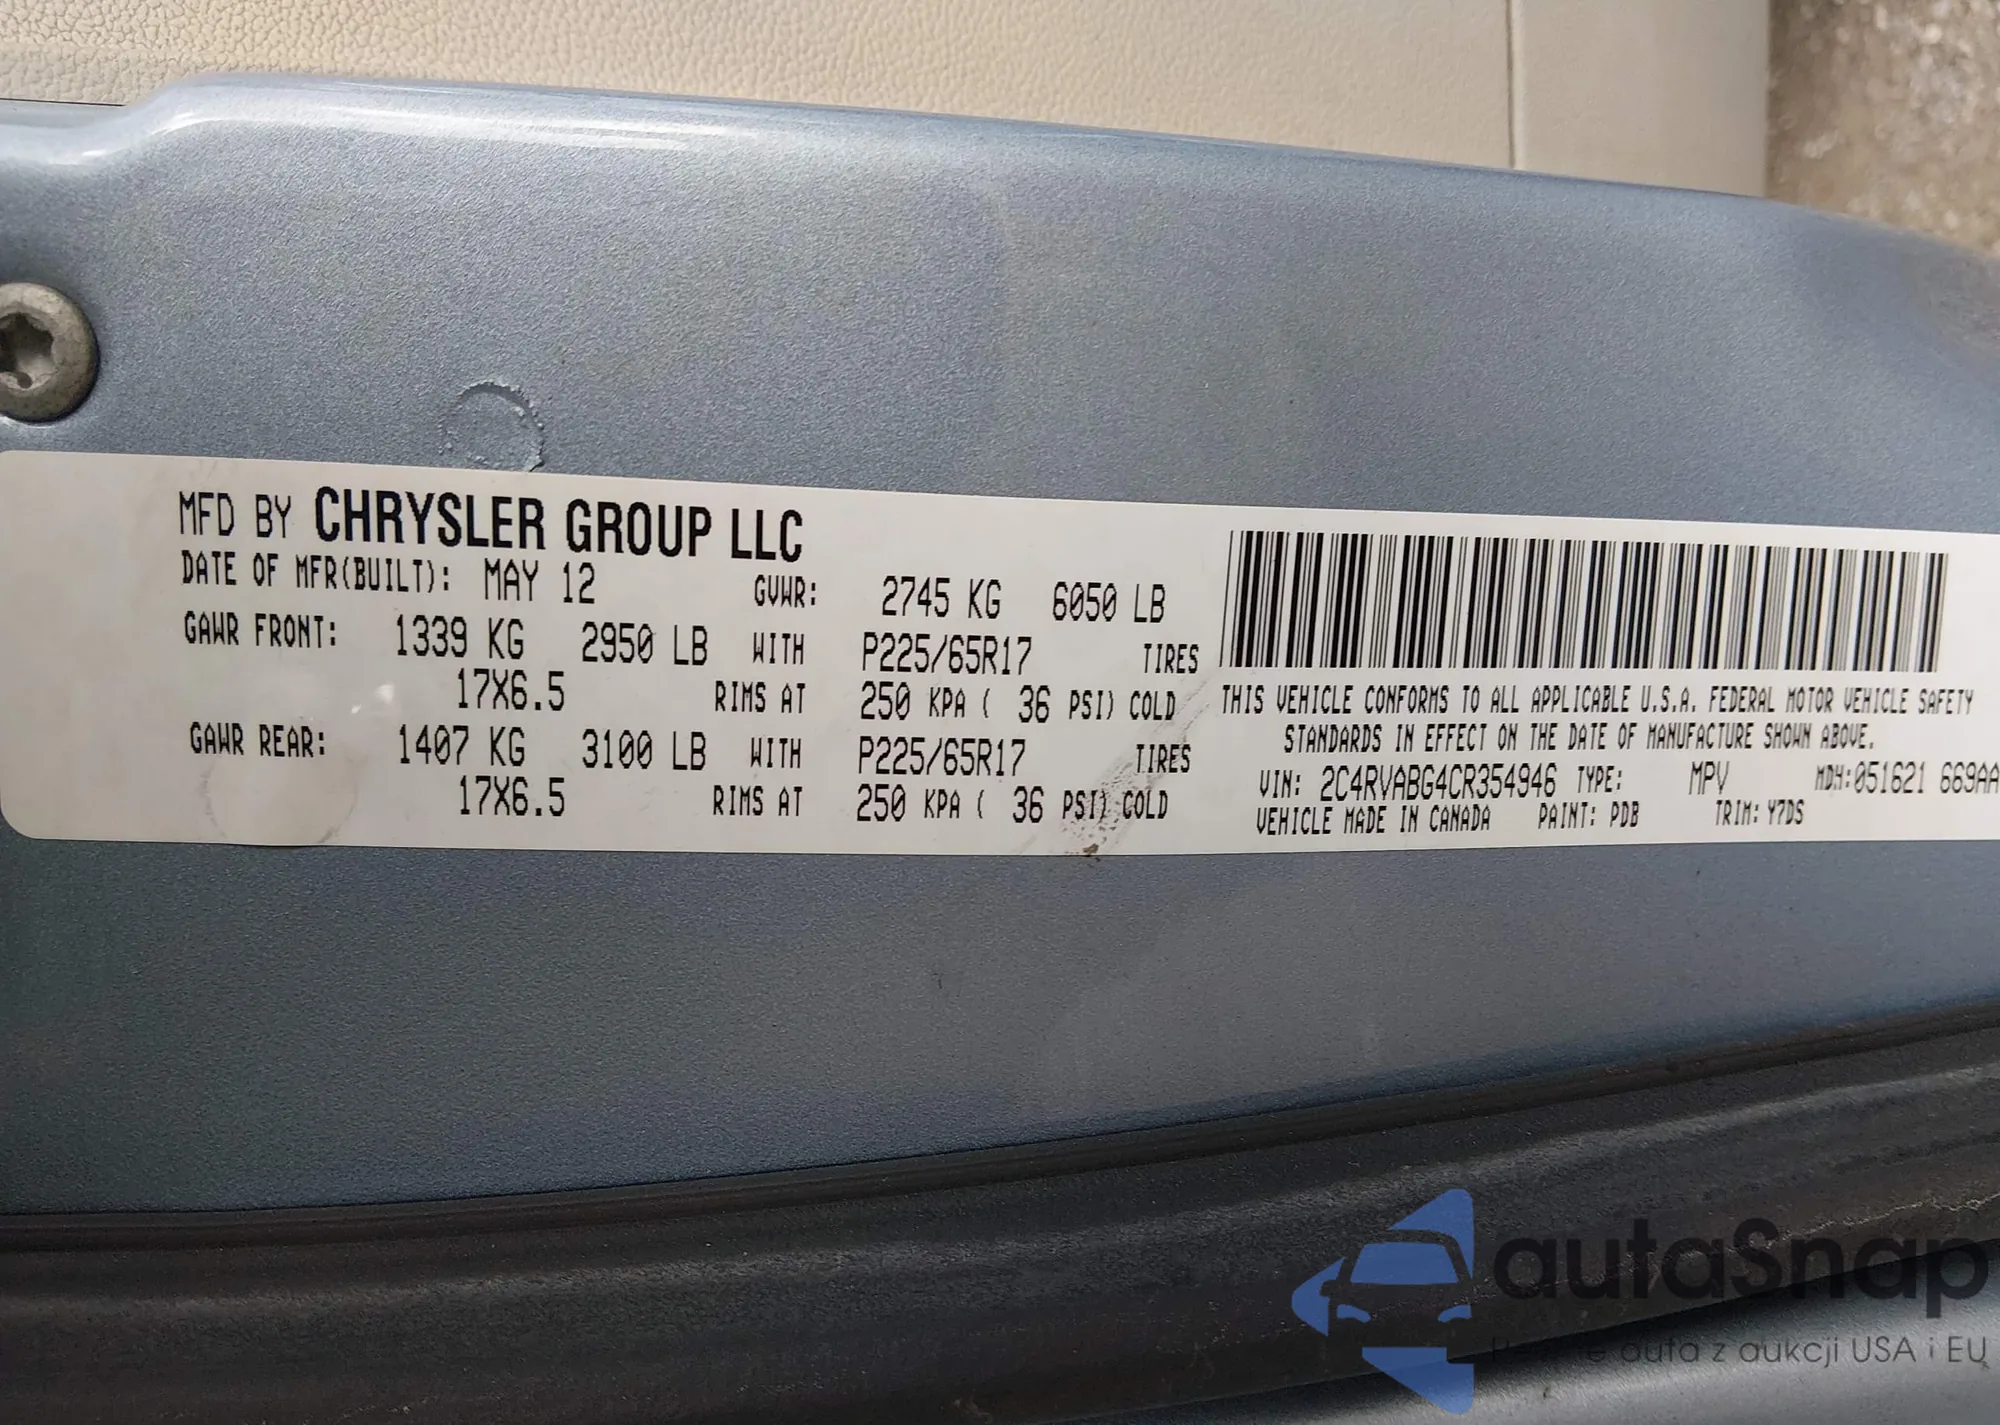 MFD BY CHRYSLER GROUP LLC
DATE OF MFR(BUILT): MAY 12 GVWR: 2745 KG 6050 LB
GAWR FRONT: 1339 KG 2950 LB WITH P225/65R17 TIRES
17X6.5 RIMS AT 250 KPA ( 36 PSI) COLD
GAWR REAR: 1407 KG 3100 LB WITH P225/65R17 TIRES
17X6.5 RIMS AT 250 KPA ( 36 PSI) COLD
THIS VEHICLE CONFORMS TO ALL APPLICABLE U.S.A. FEDERAL MOTOR VEHICLE SAFETY
STANDARDS IN EFFECT ON THE DATE OF MANUFACTURE SHOWN ABOVE.
VIN: 2C4RVABG4CR354946 TYPE: MPV MDH:051621 669AA
VEHICLE MADE IN CANADA PAINT: PDB TRIM: Y7DS
autaSnap
auta z aukcji USA i EU